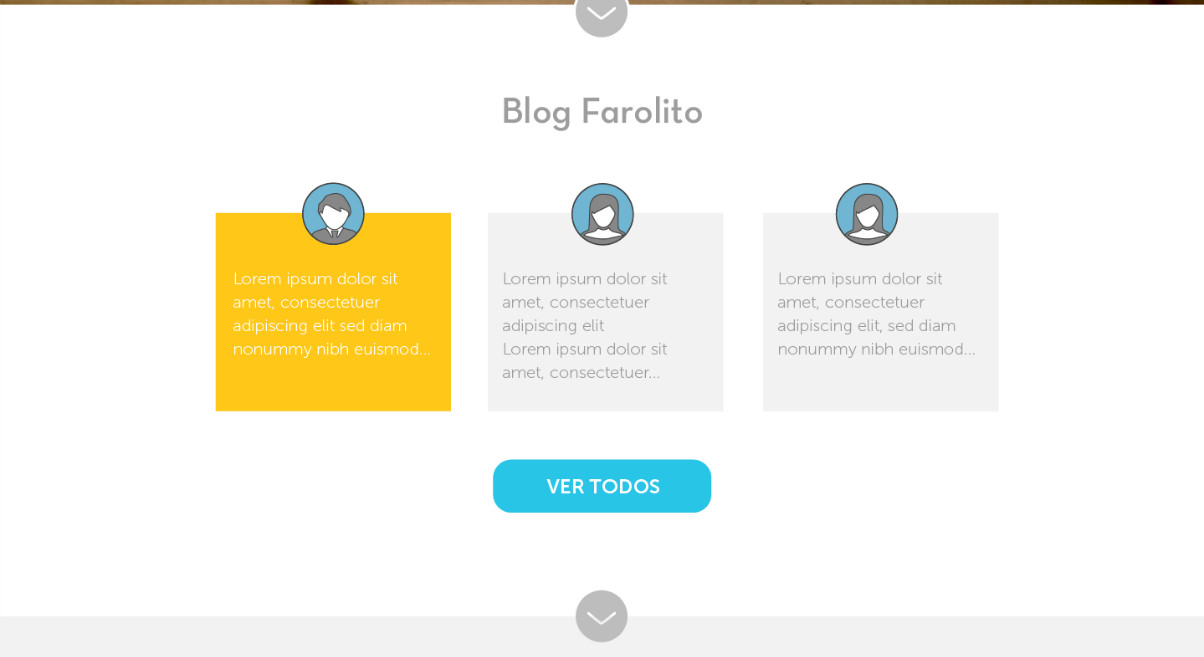 Blog Farolito
Lorem ipsum dolor sit
amet, consectetuer
adipiscing elit sed diam
nonummy nibh euismod...
Lorem ipsum dolor sit
amet, consectetuer
adipiscing elit
Lorem ipsum dolor sit
amet, consectetuer...
Lorem ipsum dolor sit
amet, consectetuer
adipiscing elit, sed diam
nonummy nibh euismod...
VER TODOS